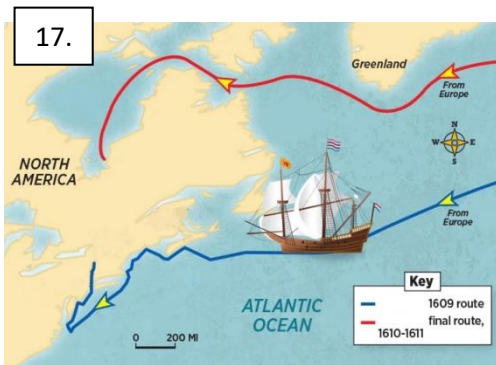 17.
Greenland
From
Europe
N
W E
S
NORTH
AMERICA
From
Europe
ATLANTIC
OCEAN
0 200 MI
Key
1609 route
final route,
1610-1611